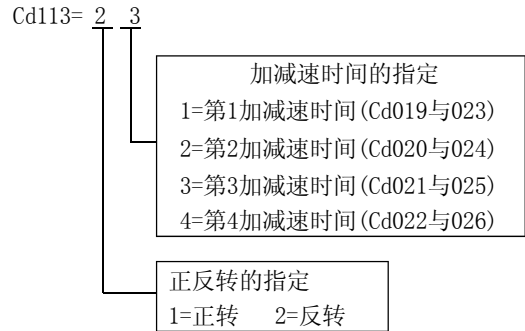 Cd113= 2 3
加减速时间的指定
1=第1加减速时间(Cd019与023)
2=第2加减速时间(Cd020与024)
3=第3加减速时间(Cd021与025)
4=第4加减速时间(Cd022与026)
正反转的指定
1=正转 2=反转